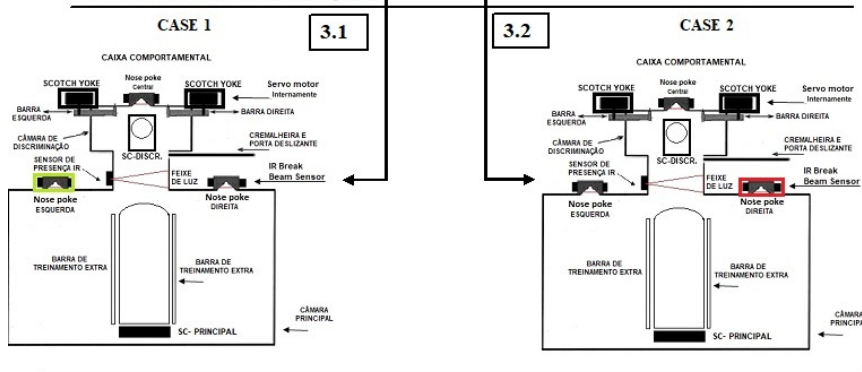 CASE 1
3.1
3.2
CASE 2
CAIXA COMPORTAMENTAL
SCOTCH YOKE
Nose poke
Central
SCOTCH YOKE
Servo motor
Internamente
BARRA
ESQUERDA
BARRA DIREITA
CÂMARA DE
DISCRIMINAÇÃO
SC-DISCR.
CREMALHEIRA E
PORTA DESLIZANTE
SENSOR DE
PRESENÇA IR
FEIXE
DE LUZ
IR Break
Beam Sensor
Nose poke
ESQUERDA
Nose poke
DIREITA
BARRA DE
TREINAMENTO EXTRA
BARRA DE
TREINAMENTO EXTRA
CÂMARA
PRINCIPAL
SC- PRINCIPAL
CAIXA COMPORTAMENTAL
SCOTCH YOKE
Nose poke
Central
SCOTCH YOKE
Servo motor
Internamente
BARRA
ESQUERDA
BARRA DIREITA
CÂMARA DE
DISCRIMINAÇÃO
SC-DISCR.
CREMALHEIRA E
PORTA DESLIZANTE
SENSOR DE
PRESENÇA IR
FEIXE
DE LUZ
IR Break
Beam Sensor
Nose poke
ESQUERDA
Nose poke
DIREITA
BARRA DE
TREINAMENTO EXTRA
BARRA DE
TREINAMENTO EXTRA
CÂMARA
PRINCIPA
SC- PRINCIPAL